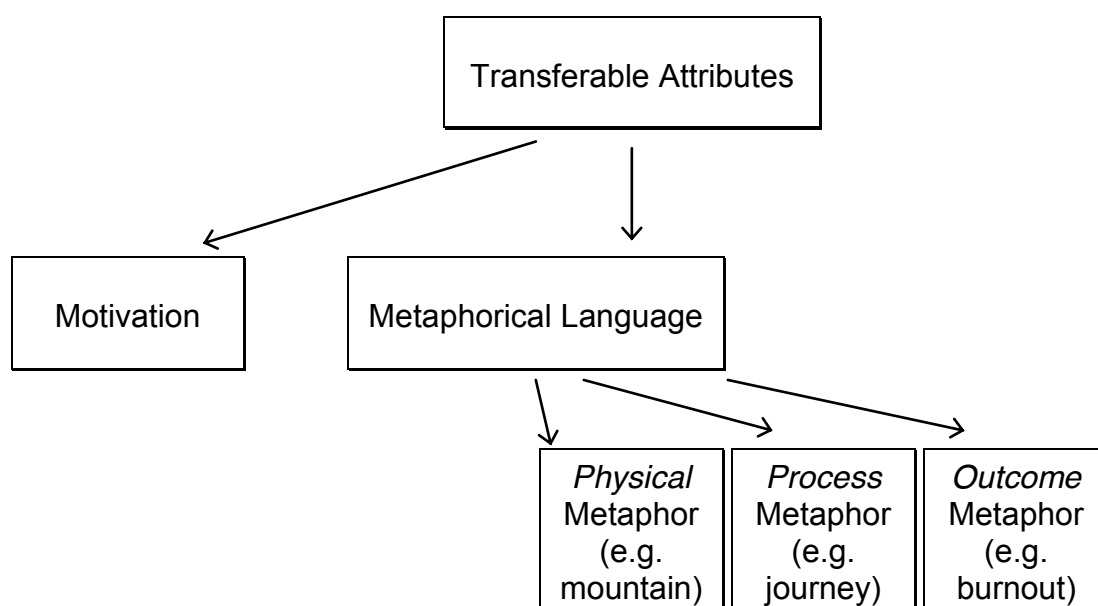 Transferable Attributes
Motivation
Metaphorical Language
Physical
Metaphor
(e.g.
mountain)
Process
Metaphor
(e.g.
journey)
Outcome
Metaphor
(e.g.
burnout)